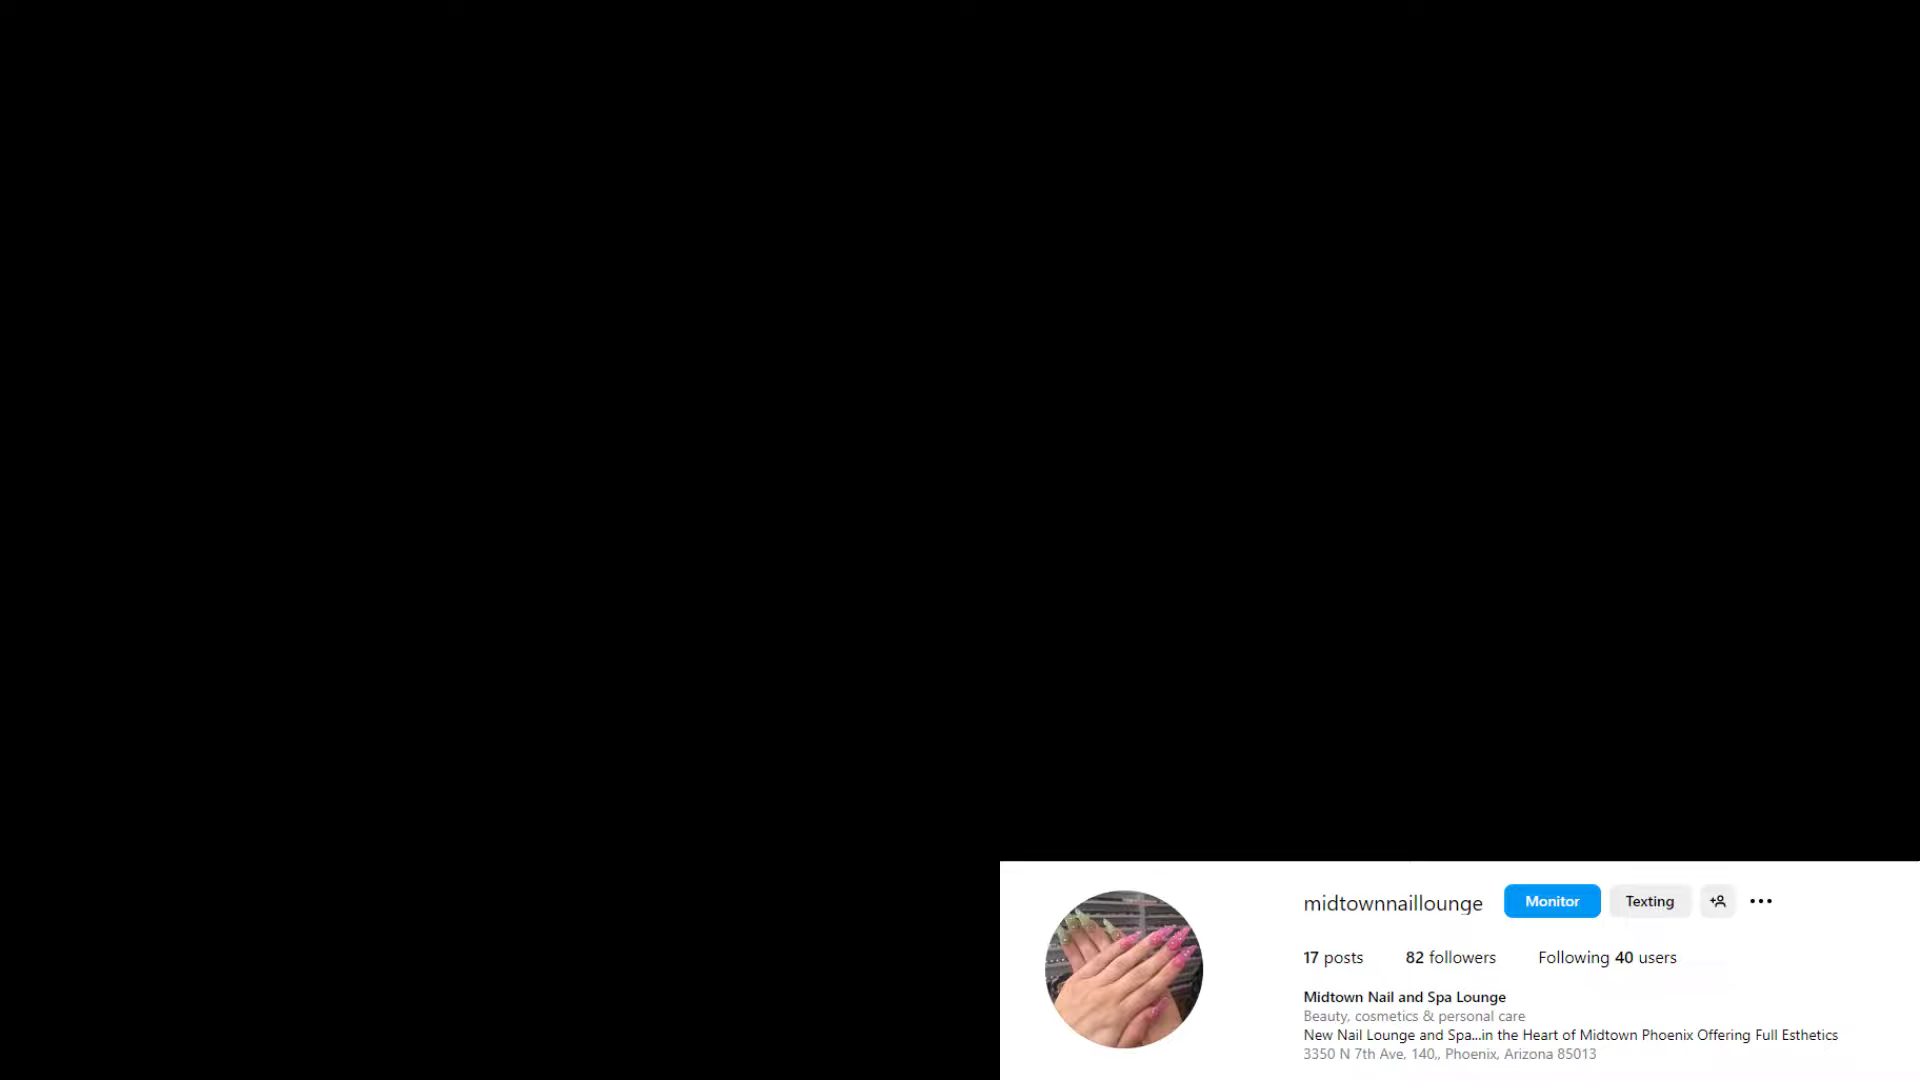 midtownnaillounge Monitor Texting
17 posts 82 followers Following 40 users
Midtown Nail and Spa Lounge
Beauty, cosmetics & personal care
New Nail Lounge and Spa...in the Heart of Midtown Phoenix Offering Full Esthetics
3350 N 7th Ave, 140,, Phoenix, Arizona 85013